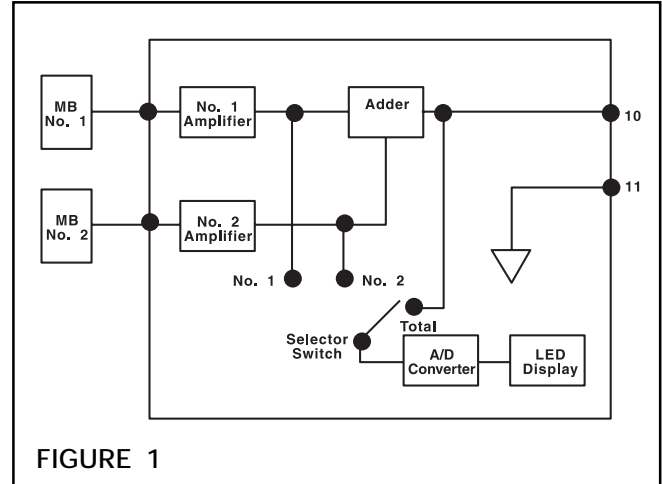 MB
No. 1
No. 1
Amplifier
Adder
10
11
MB
No. 2
No. 2
Amplifier
No. 1
No. 2
Total
Selector
Switch
A/D
Converter
LED
Display
FIGURE 1